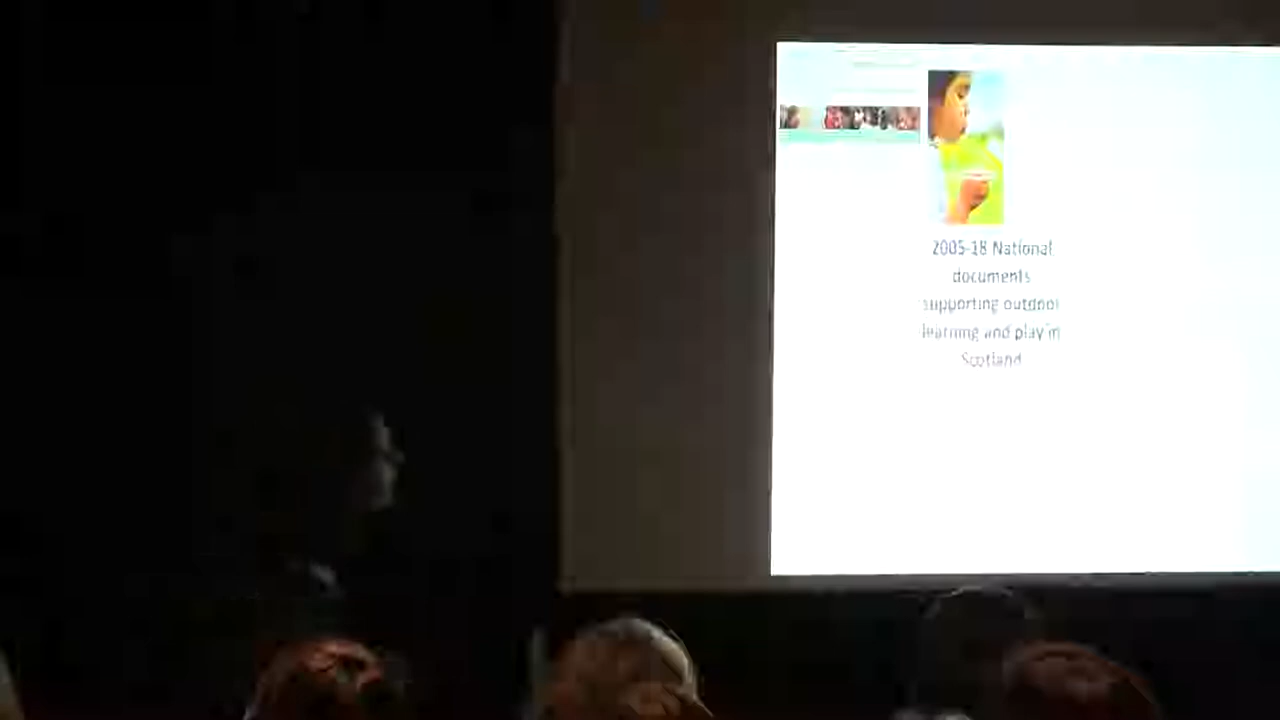 2005-18 National
documents
supporting outdoor
learning and play in
Scotland